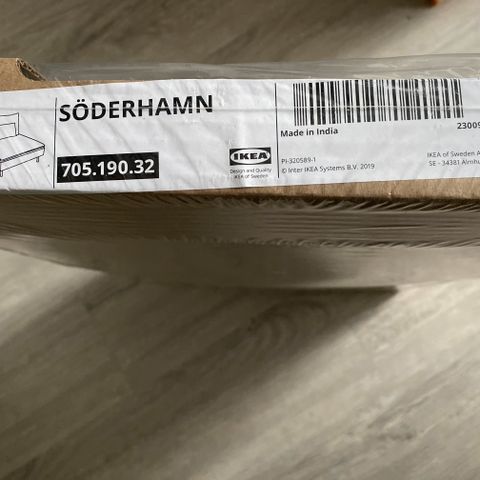 SÖDERHAMN
705.190.32
IKEA
Design and Quality
IKEA of Sweden
Made in India
23009
PI-320589-1
© Inter IKEA Systems B.V. 2019
IKEA of Sweden A
SE - 34381 Älmhu